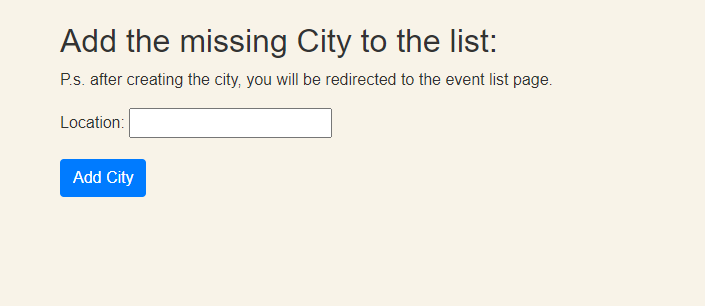 Add the missing City to the list:
P.s. after creating the city, you will be redirected to the event list page.
Location:
Add City